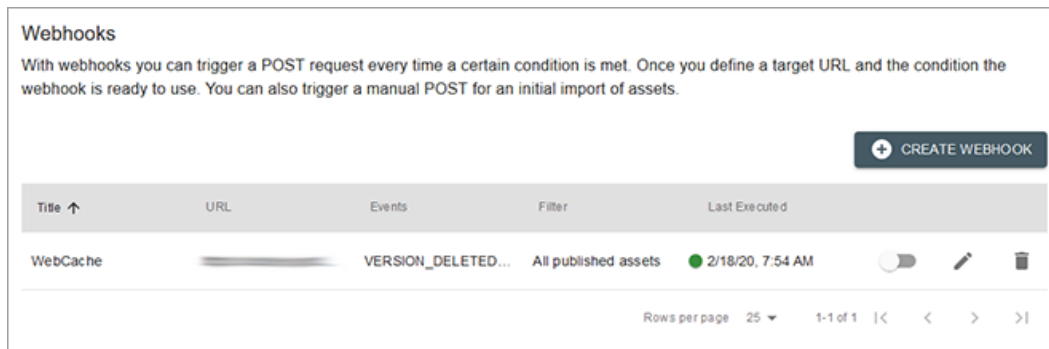 Webhooks
With webhooks you can trigger a POST request every time a certain condition is met. Once you define a target URL and the condition the
webhook is ready to use. You can also trigger a manual POST for an initial import of assets.
CREATE WEBHOOK
Title URL Events Filter Last Executed
WebCache VERSION_DELETED... All published assets 2/18/20, 7:54 AM
Rows per page 25 1-1 of 1